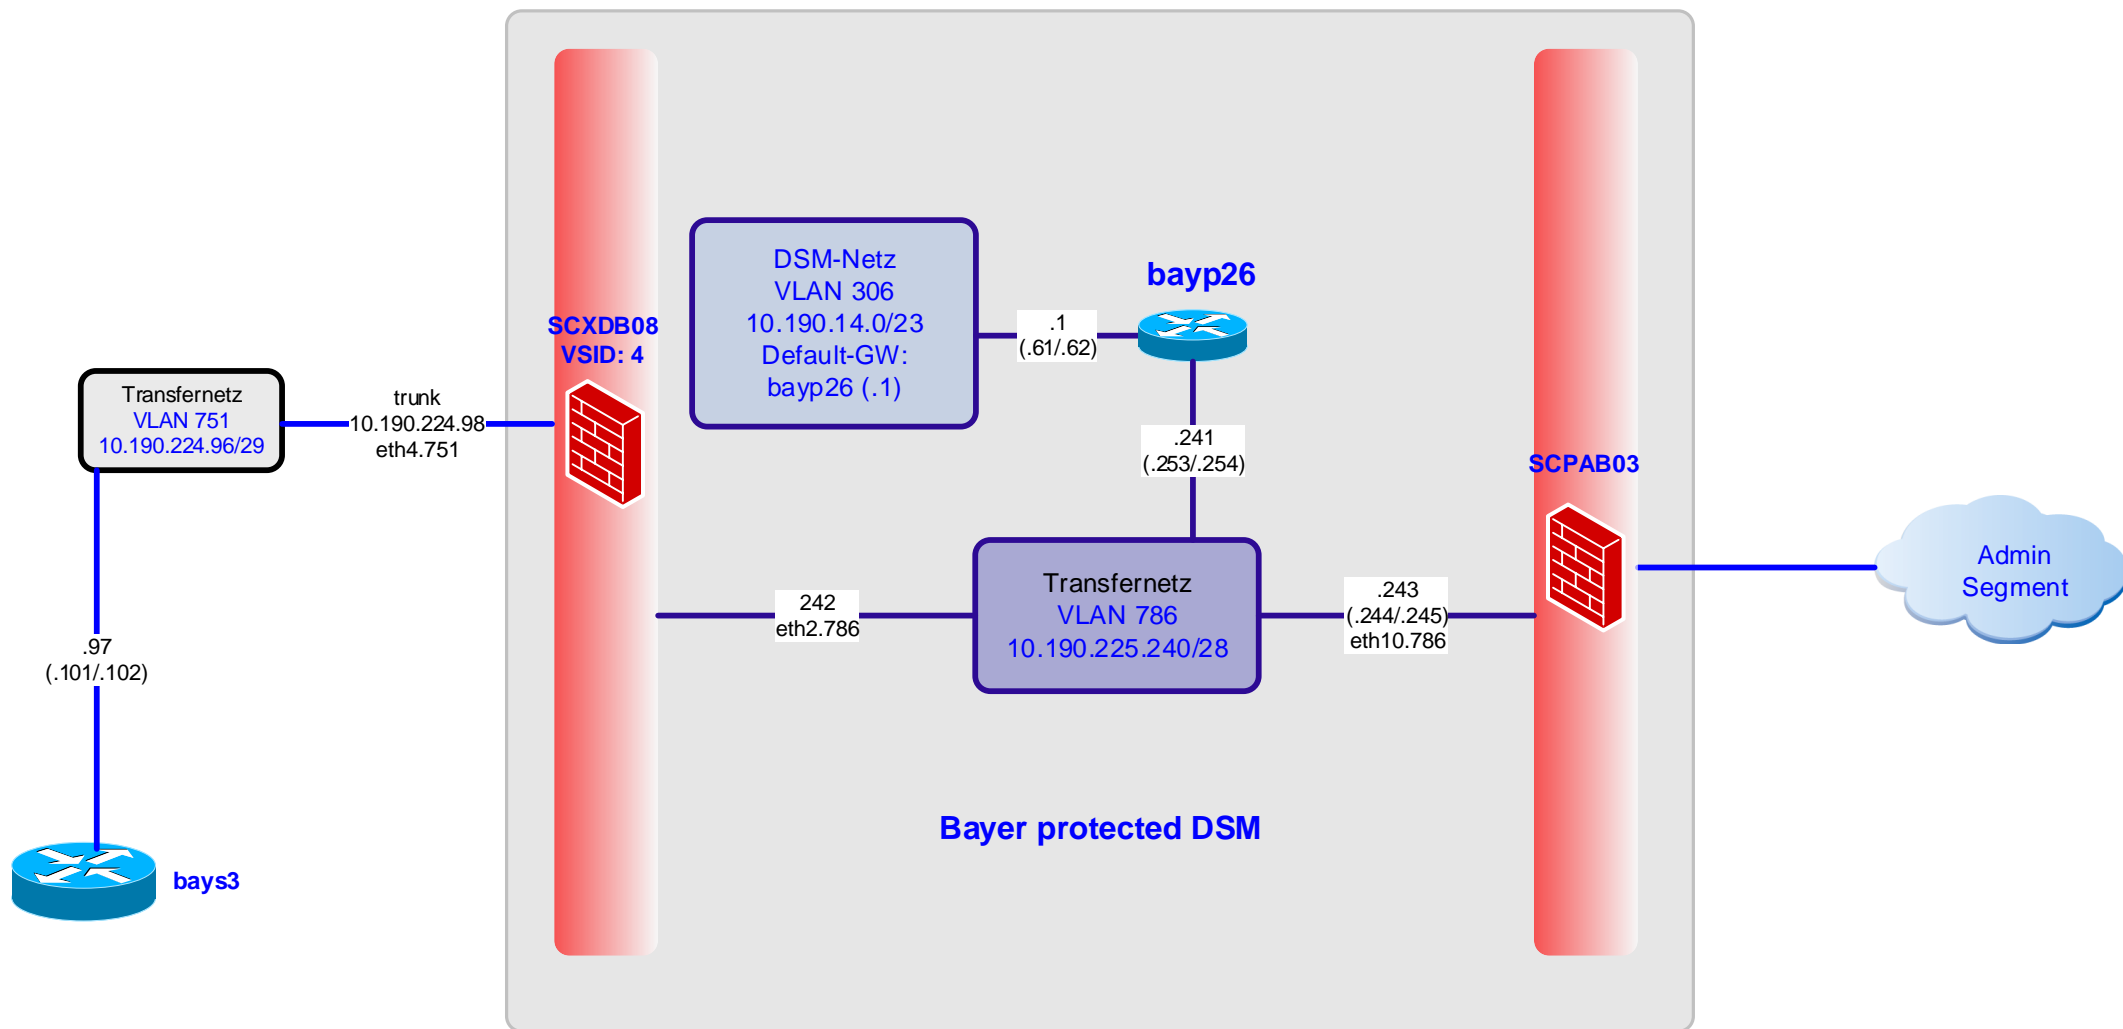 DSM-Netz
VLAN 306
10.190.14.0/23
Default-GW:
bayp26 (.1)
bayp26
.1
(.61/.62)
SCXDB08
VSID: 4
Transfernetz
VLAN 751
10.190.224.96/29
trunk
10.190.224.98
eth4.751
.241
(.253/.254)
SCPAB03
Transfernetz
VLAN 786
10.190.225.240/28
242
eth2.786
.243
(.244/.245)
eth10.786
Admin
Segment
.97
(.101/.102)
Bayer protected DSM
bays3